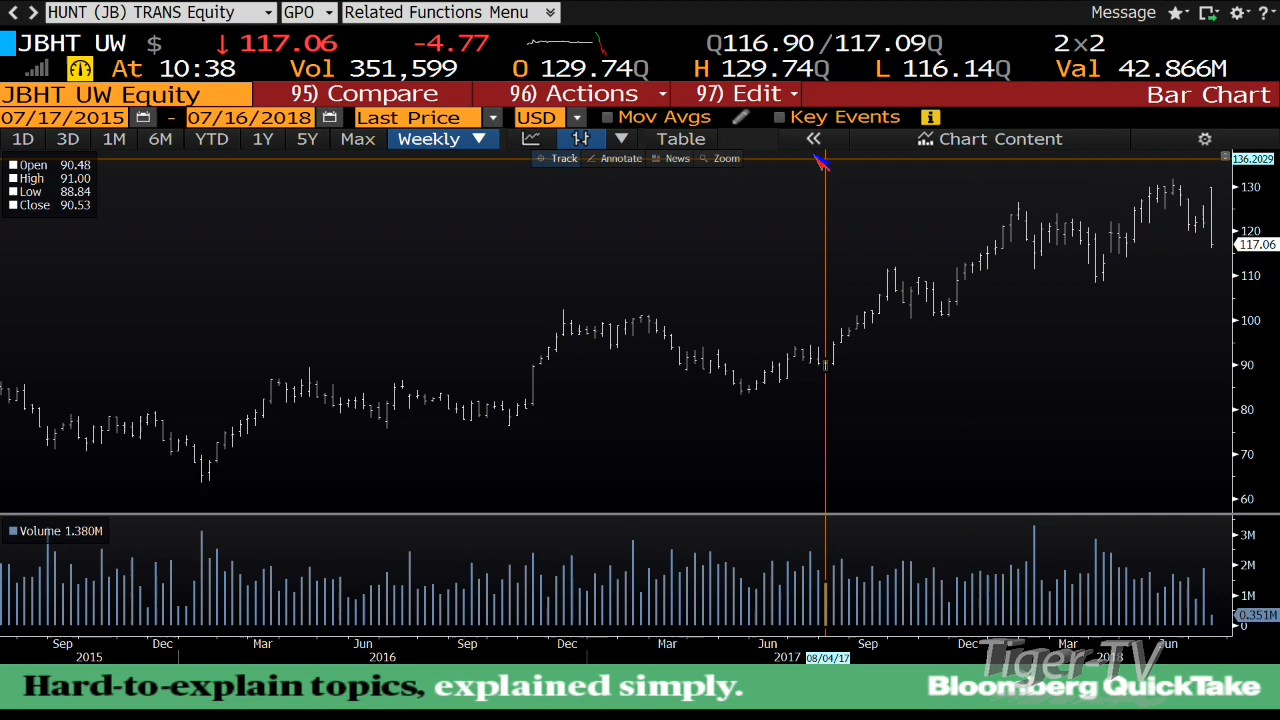 HUNT (JB) TRANS Equity GPO Related Functions Menu Message ?
JBHT UW $ ↓ 117.06 -4.77 Q116.90 /117.09Q 2×2
At 10:38 Vol 351,599 O 129.74Q H 129.74Q L 116.14Q Val 42.866M
JBHT UW Equity 95) Compare 96) Actions 97) Edit Bar Chart
07/17/2015 - 07/16/2018 Last Price USD Mov Avgs Key Events i
1D 3D 1M 6M YTD 1Y 5Y Max Weekly ▼ Table « Chart Content
Track Annotate News Zoom
136.2029
Open 90.48
High 91.00
Low 88.84
Close 90.53
130
120
117.06
110
100
90
80
70
60
Volume 1.380M
3M
2M
1M
0.351M
0
Sep Dec Mar Jun Sep Dec Mar Jun Sep Dec Mar Jun
2015 2016 2017 08/04/17 2018
Tiger-TV
Hard-to-explain topics, explained simply. Bloomberg QuickTake